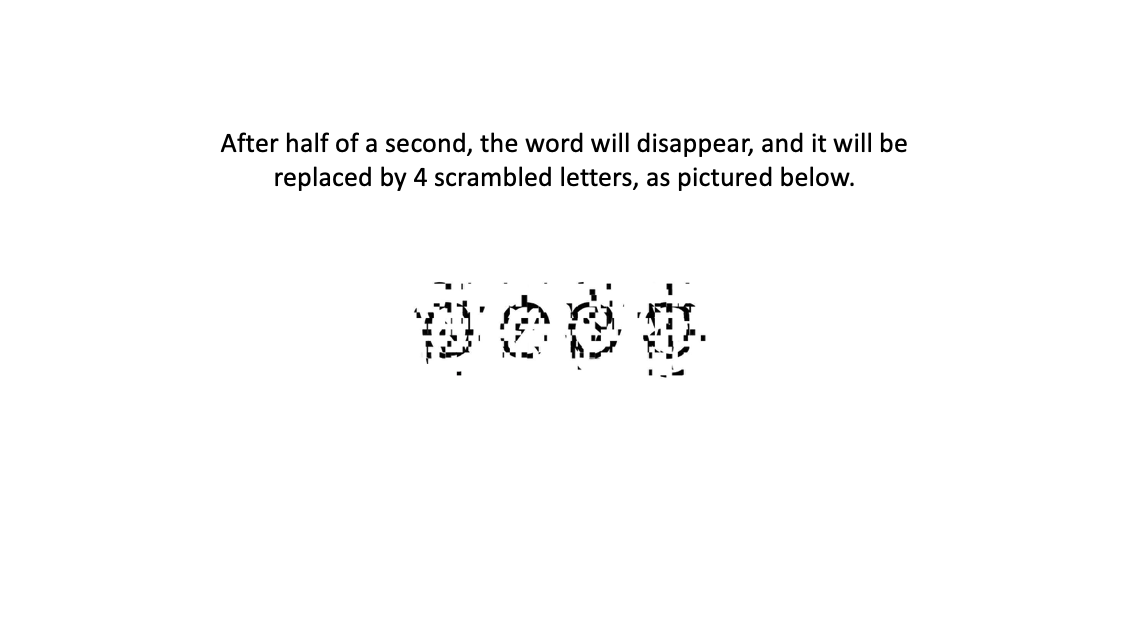 After half of a second, the word will disappear, and it will be
replaced by 4 scrambled letters, as pictured below.